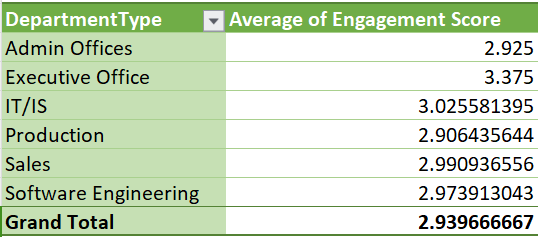 DepartmentType Average of Engagement Score
Admin Offices 2.925
Executive Office 3.375
IT/IS 3.025581395
Production 2.906435644
Sales 2.990936556
Software Engineering 2.973913043
Grand Total 2.939666667